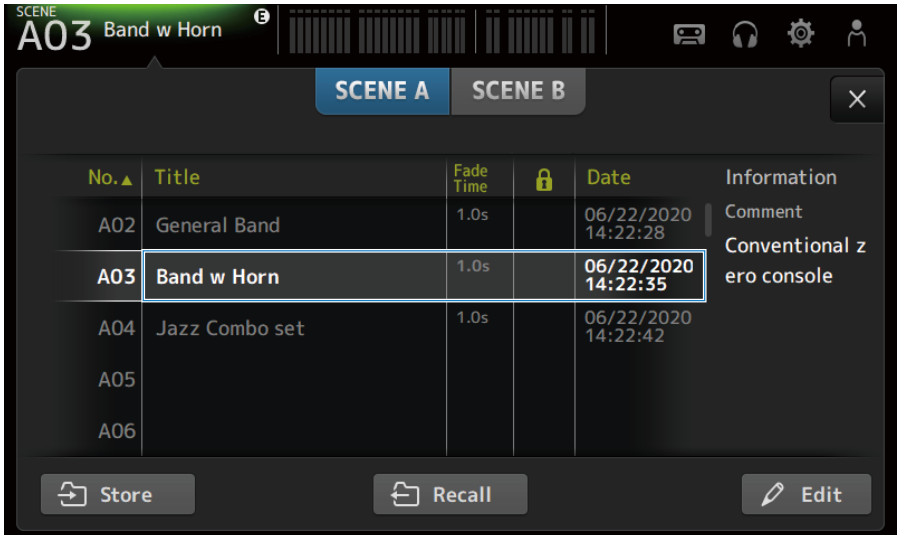 SCENE
A03 Band w Horn E
SCENE A SCENE B
No. Title Fade Time Date Information
A02 General Band 1.0s 06/22/2020 14:22:28
Comment
Conventional z
ero console
A03 Band w Horn 1.0s 06/22/2020 14:22:35
A04 Jazz Combo set 1.0s 06/22/2020 14:22:42
A05
A06
Store Recall Edit